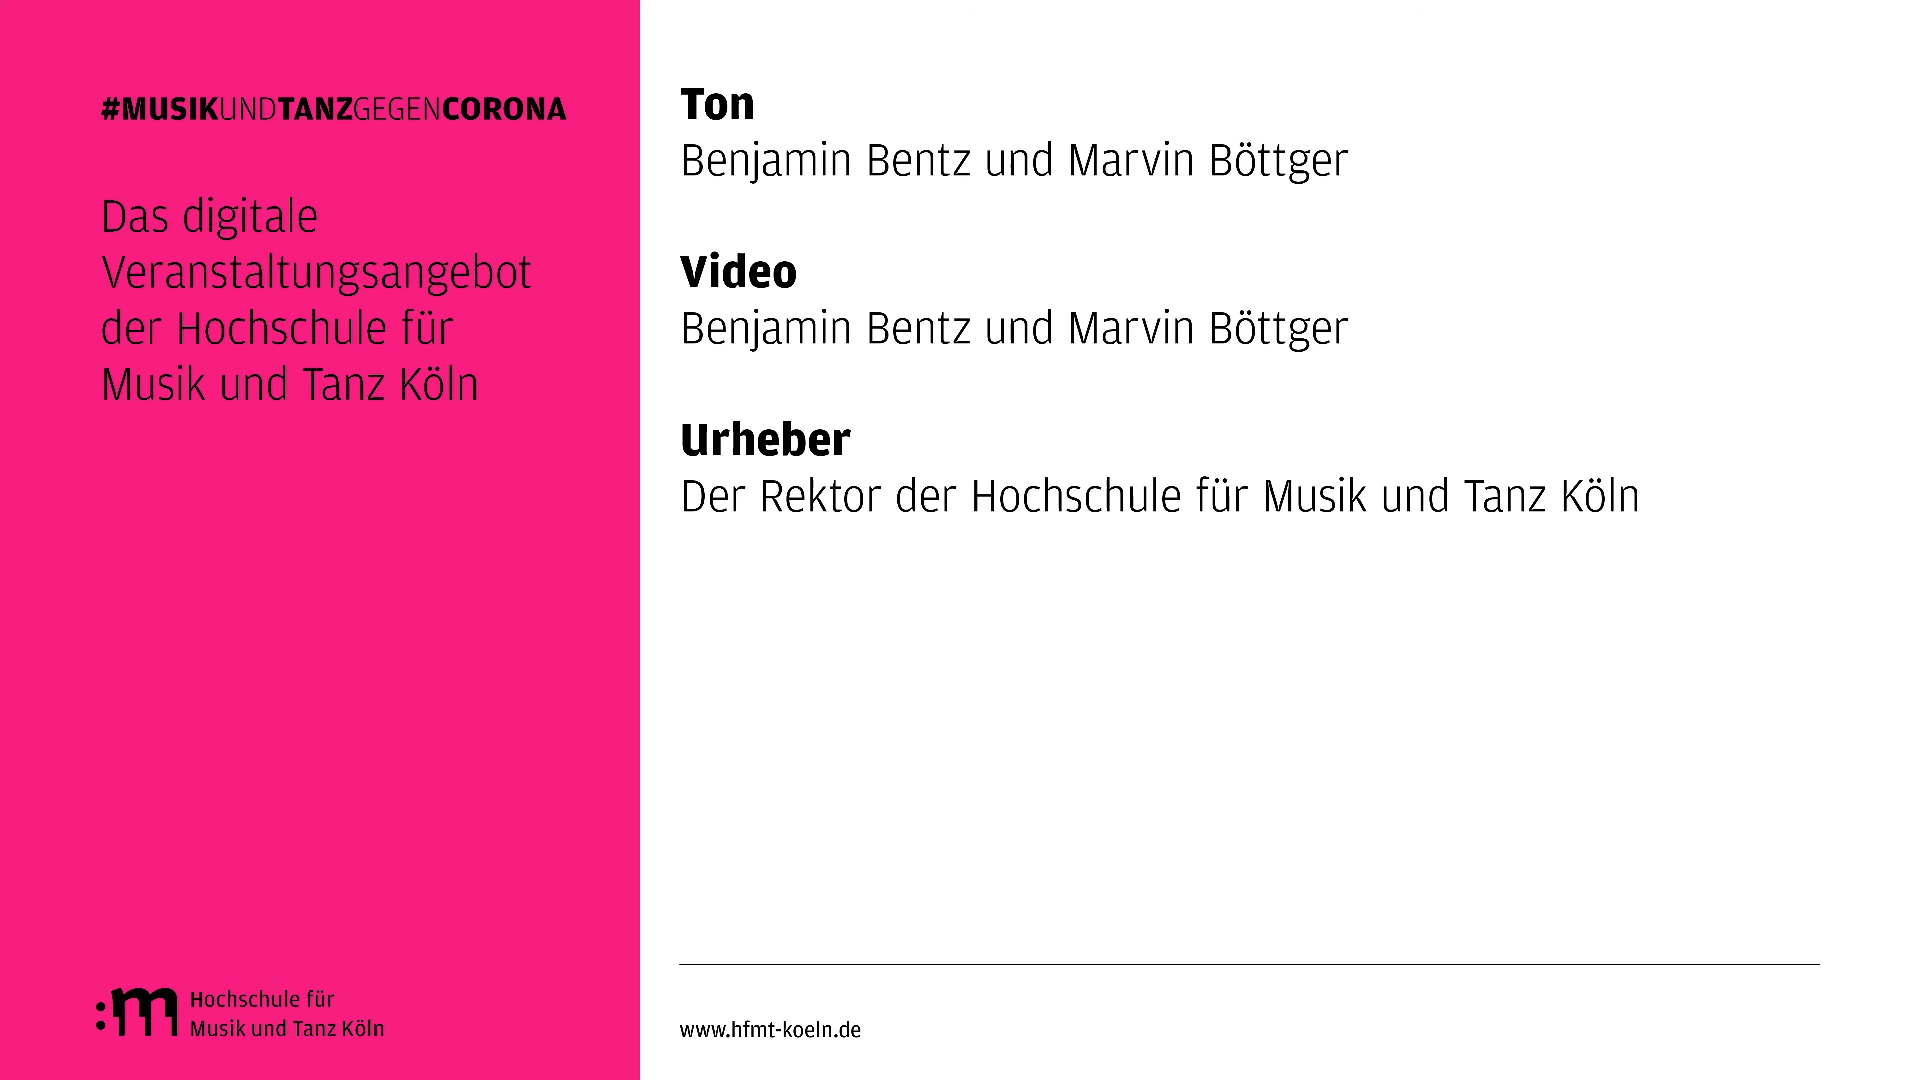 #MUSIKUNDTANZGEGENCORONA
Das digitale
Veranstaltungsangebot
der Hochschule für
Musik und Tanz Köln
:m Hochschule für
Musik und Tanz Köln
Ton
Benjamin Bentz und Marvin Böttger
Video
Benjamin Bentz und Marvin Böttger
Urheber
Der Rektor der Hochschule für Musik und Tanz Köln
www.hfmt-koeln.de